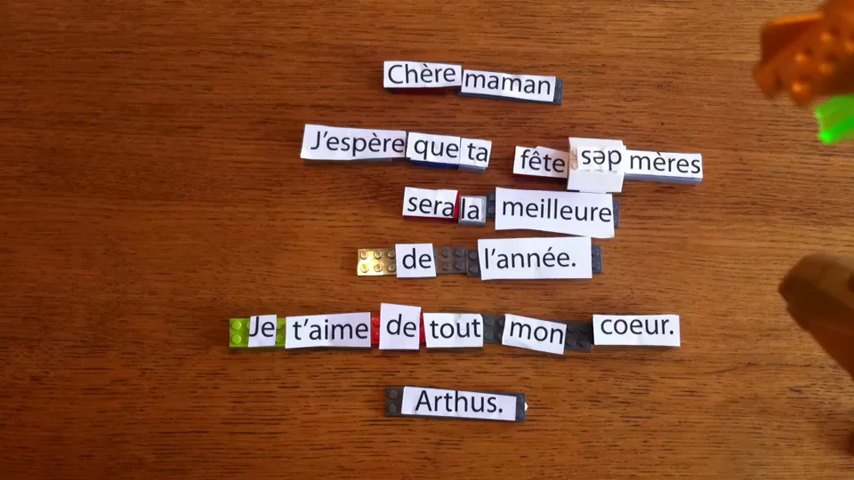 Chère maman
J'espère que ta fête des mères
sera la meilleure
de l'année.
Je t'aime de tout mon coeur.
Arthus.